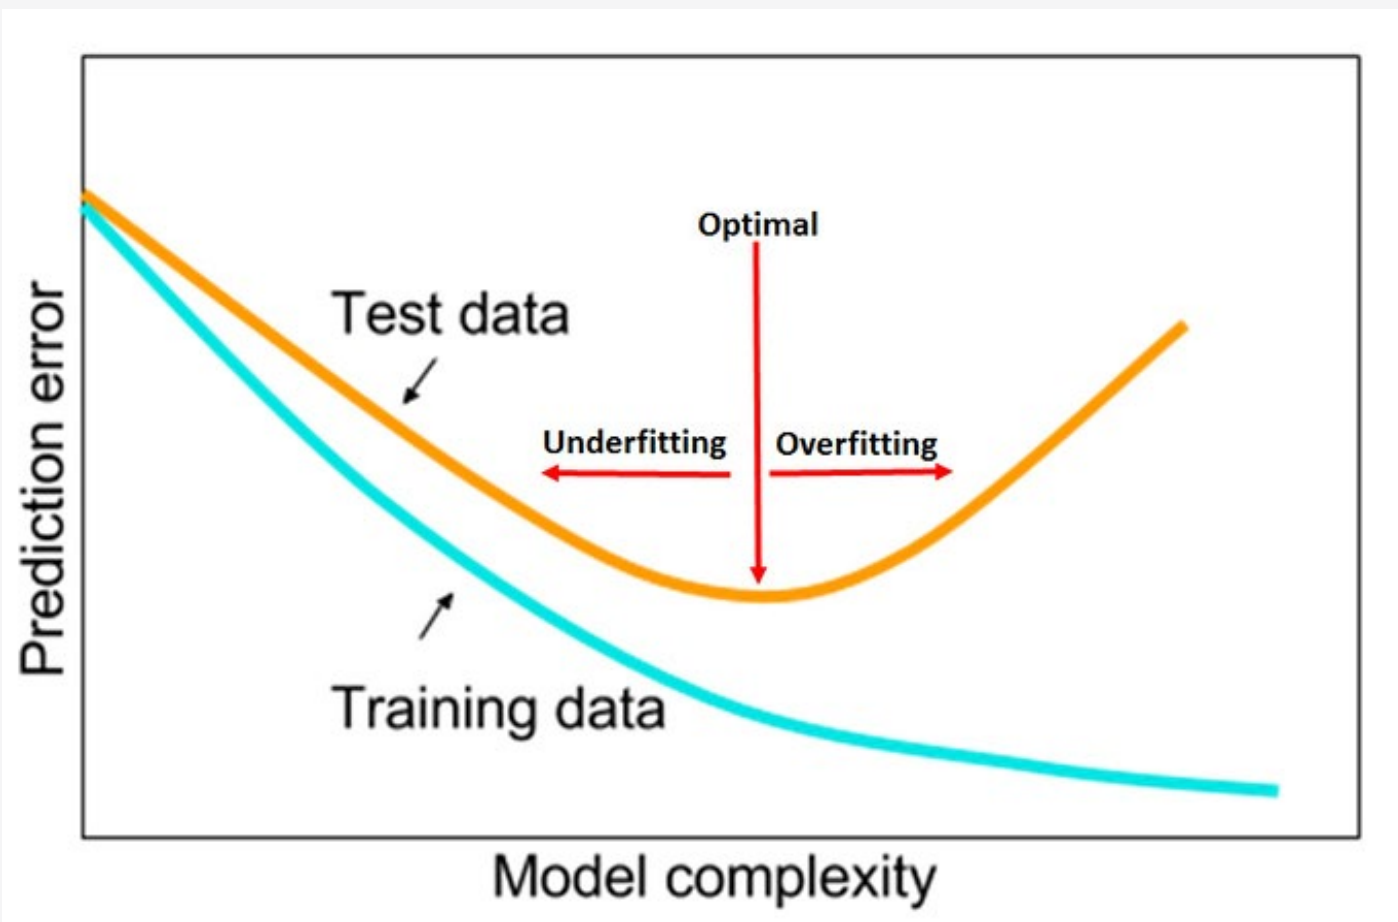 Optimal
Test data
Underfitting
Overfitting
Prediction error
Training data
Model complexity